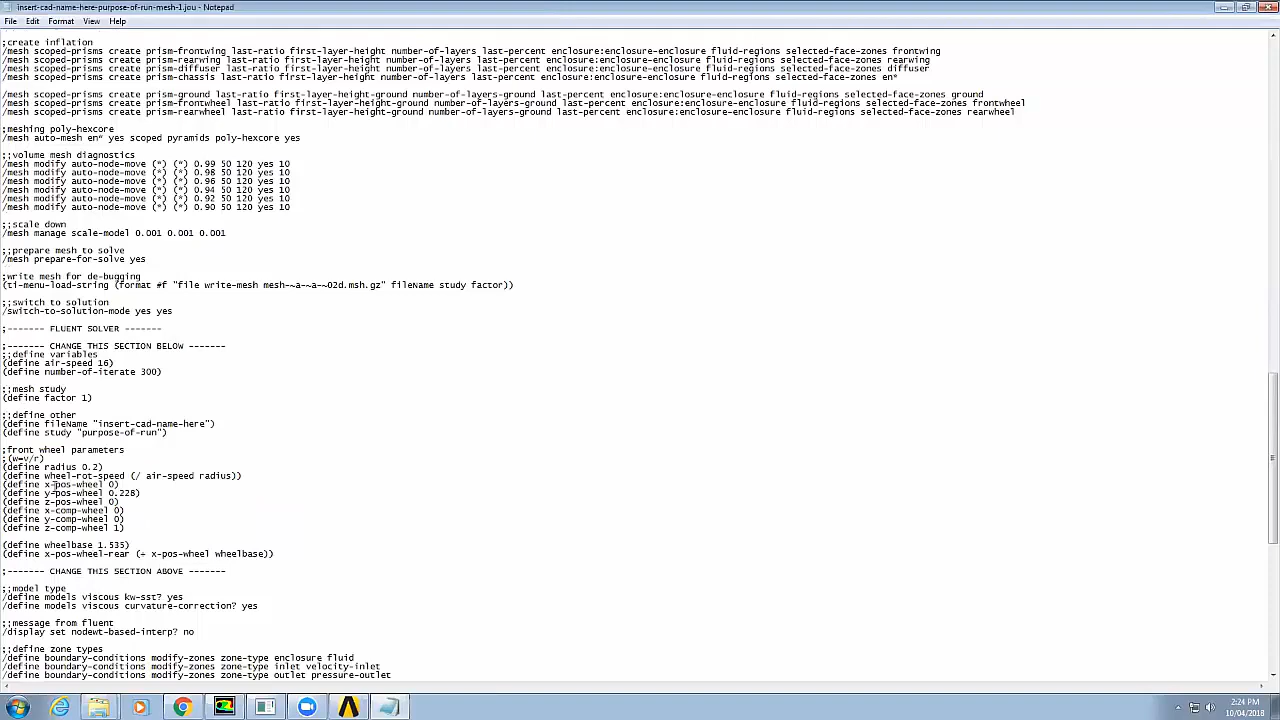 insert-cad-name-here-purpose-of-run-mesh-1.jou - Notepad
File Edit Format View Help
;create inflation
/mesh scoped-prisms create prism-frontwing last-ratio first-layer-height number-of-layers last-percent enclosure:enclosure-enclosure fluid-regions selected-face-zones frontwing
/mesh scoped-prisms create prism-rearwing last-ratio first-layer-height number-of-layers last-percent enclosure:enclosure-enclosure fluid-regions selected-face-zones rearwing
/mesh scoped-prisms create prism-diffuser last-ratio first-layer-height number-of-layers last-percent enclosure:enclosure-enclosure fluid-regions selected-face-zones diffuser
/mesh scoped-prisms create prism-chassis last-ratio first-layer-height number-of-layers last-percent enclosure:enclosure-enclosure fluid-regions selected-face-zones en*
/mesh scoped-prisms create prism-ground last-ratio first-layer-height-ground number-of-layers-ground last-percent enclosure:enclosure-enclosure fluid-regions selected-face-zones ground
/mesh scoped-prisms create prism-frontwheel last-ratio first-layer-height-ground number-of-layers-ground last-percent enclosure:enclosure-enclosure fluid-regions selected-face-zones frontwheel
/mesh scoped-prisms create prism-rearwheel last-ratio first-layer-height-ground number-of-layers-ground last-percent enclosure:enclosure-enclosure fluid-regions selected-face-zones rearwheel
;meshing poly-hexcore
/mesh auto-mesh en* yes scoped pyramids poly-hexcore yes
;;volume mesh diagnostics
/mesh modify auto-node-move (*) (*) 0.99 50 120 yes 10
/mesh modify auto-node-move (*) (*) 0.98 50 120 yes 10
/mesh modify auto-node-move (*) (*) 0.96 50 120 yes 10
/mesh modify auto-node-move (*) (*) 0.94 50 120 yes 10
/mesh modify auto-node-move (*) (*) 0.92 50 120 yes 10
/mesh modify auto-node-move (*) (*) 0.90 50 120 yes 10
;;scale down
/mesh manage scale-model 0.001 0.001 0.001
;;prepare mesh to solve
/mesh prepare-for-solve yes
;write mesh for de-bugging
(ti-menu-load-string (format #f "file write-mesh mesh-~a-~a-~02d.msh.gz" fileName study factor))
;;switch to solution
/switch-to-solution-mode yes yes
;------- FLUENT SOLVER -------
;------- CHANGE THIS SECTION BELOW -------
;;define variables
(define air-speed 16)
(define number-of-iterate 300)
;;mesh study
(define factor 1)
;;define other
(define fileName "insert-cad-name-here")
(define study "purpose-of-run")
;front wheel parameters
;(w=v/r)
(define radius 0.2)
(define wheel-rot-speed (/ air-speed radius))
(define x-pos-wheel 0)
(define y-pos-wheel 0.228)
(define z-pos-wheel 0)
(define x-comp-wheel 0)
(define y-comp-wheel 0)
(define z-comp-wheel 1)
(define wheelbase 1.535)
(define x-pos-wheel-rear (+ x-pos-wheel wheelbase))
;------- CHANGE THIS SECTION ABOVE -------
;;model type
/define models viscous kw-sst? yes
/define models viscous curvature-correction? yes
;;message from fluent
/display set nodewt-based-interp? no
;;define zone types
/define boundary-conditions modify-zones zone-type enclosure fluid
/define boundary-conditions modify-zones zone-type inlet velocity-inlet
/define boundary-conditions modify-zones zone-type outlet pressure-outlet
2:24 PM
10/04/2018